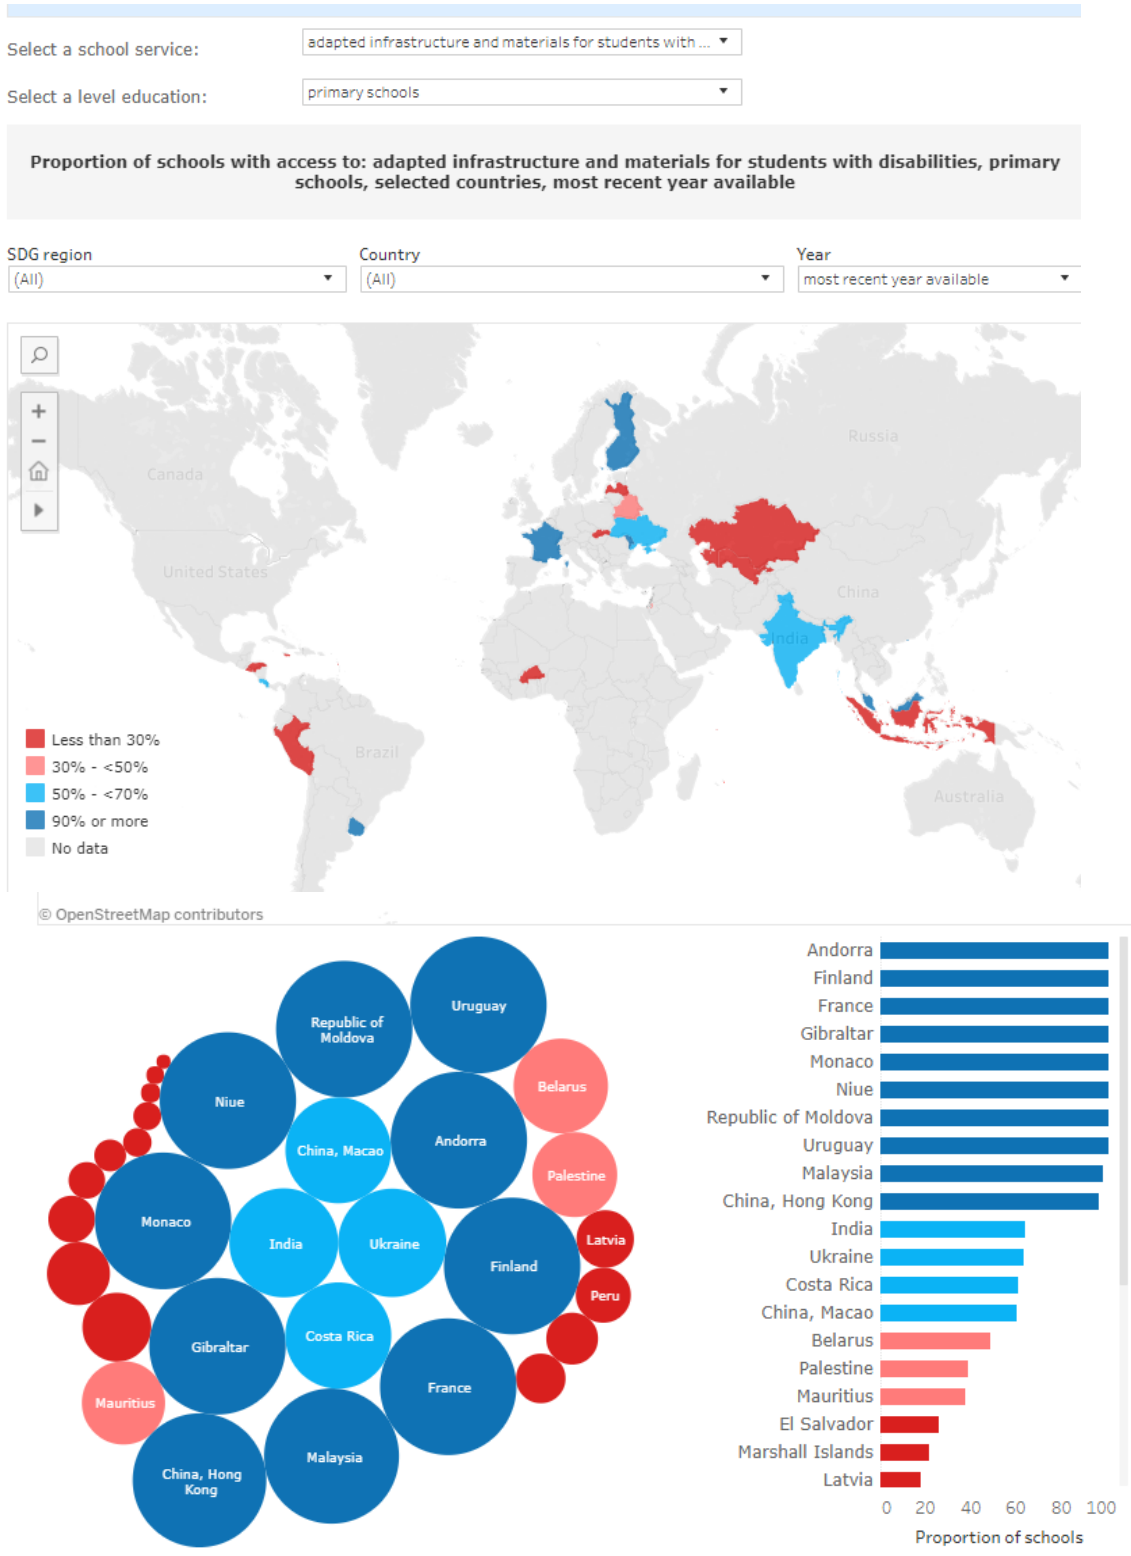 Select a school service:
adapted infrastructure and materials for students with ...
Select a level education:
primary schools
Proportion of schools with access to: adapted infrastructure and materials for students with disabilities, primary
schools, selected countries, most recent year available
SDG region
Country
Year
(All)
(All)
most recent year available
Russia
Canada
United States
China
India
Brazil
Australia
Less than 30%
30% - <50%
50% - <70%
90% or more
No data
© OpenStreetMap contributors
Uruguay
Republic of
Moldova
Belarus
Niue
Andorra
China, Macao
Palestine
Monaco
India
Ukraine
Latvia
Finland
Peru
Costa Rica
Gibraltar
France
Mauritius
Malaysia
China, Hong
Kong
Andorra
Finland
France
Gibraltar
Monaco
Niue
Republic of Moldova
Uruguay
Malaysia
China, Hong Kong
India
Ukraine
Costa Rica
China, Macao
Belarus
Palestine
Mauritius
El Salvador
Marshall Islands
Latvia
0 20 40 60 80 100
Proportion of schools